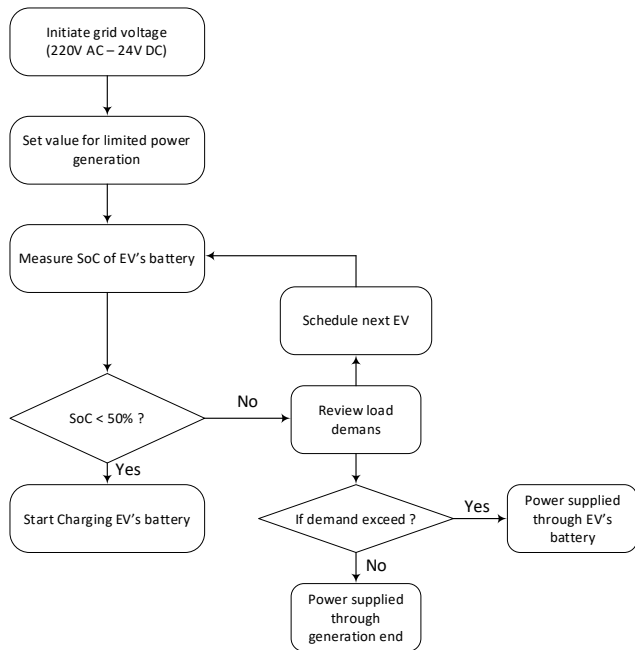 Initiate grid voltage
(220V AC – 24V DC)
Set value for limited power
generation
Measure SoC of EV's battery
Schedule next EV
SoC < 50% ?
No
Review load
demans
Yes
Start Charging EV's battery
If demand exceed ?
Yes
Power supplied
through EV's
battery
No
Power supplied
through
generation end